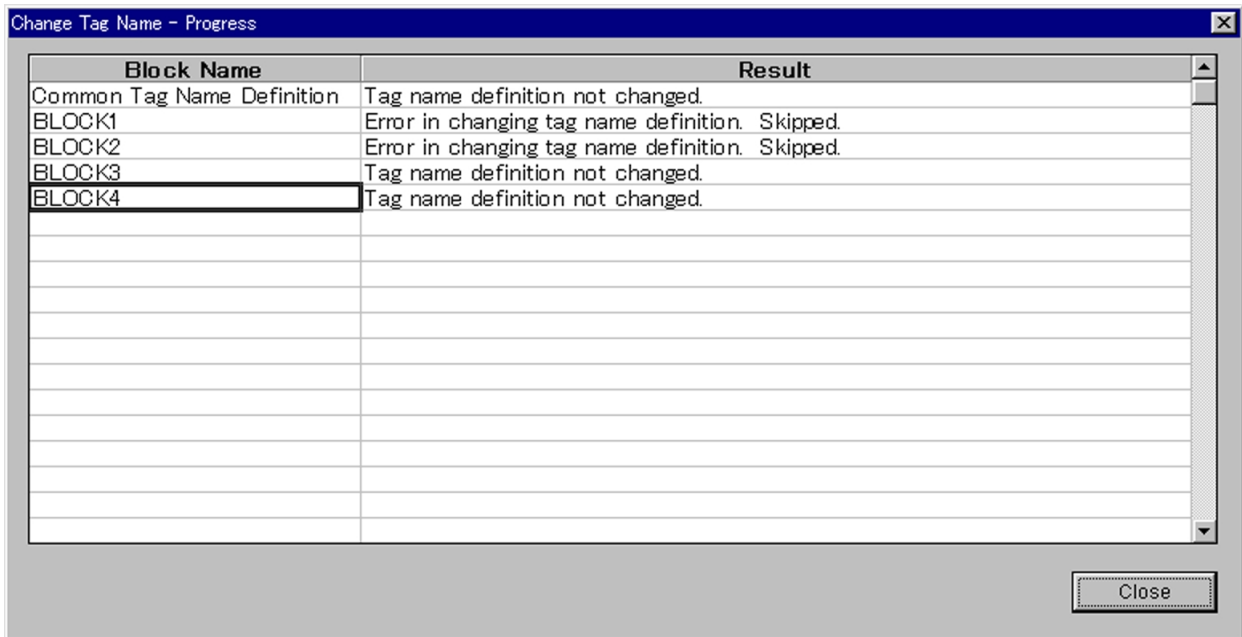 Change Tag Name - Progress
Block Name Result
Common Tag Name Definition Tag name definition not changed.
BLOCK1 Error in changing tag name definition. Skipped.
BLOCK2 Error in changing tag name definition. Skipped.
BLOCK3 Tag name definition not changed.
BLOCK4 Tag name definition not changed.
Close